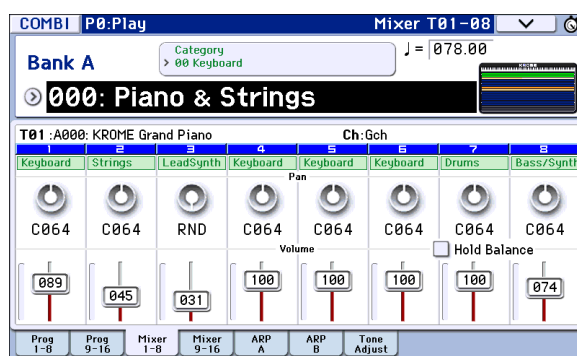 COMBI P0:Play Mixer T01-08
Bank A
Category
00 Keyboard
♩ = 078.00
KROME
000: Piano & Strings
T01 :A000: KROME Grand Piano Ch:Gch
1 2 3 4 5 6 7 8
Keyboard Strings LeadSynth Keyboard Keyboard Keyboard Drums Bass/Synth
Pan
C064 C064 RND C064 C064 C064 C064 C064
Volume
Hold Balance
089 045 031 100 100 100 100 074
Prog 1-8 Prog 9-16 Mixer 1-8 Mixer 9-16 ARP A ARP B Tone Adjust